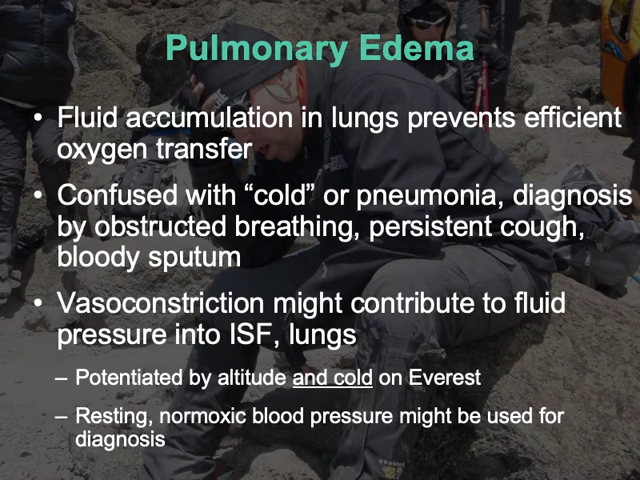 Pulmonary Edema
• Fluid accumulation in lungs prevents efficient
oxygen transfer
• Confused with “cold” or pneumonia, diagnosis
by obstructed breathing, persistent cough,
bloody sputum
• Vasoconstriction might contribute to fluid
pressure into ISF, lungs
– Potentiated by altitude and cold on Everest
– Resting, normoxic blood pressure might be used for
diagnosis